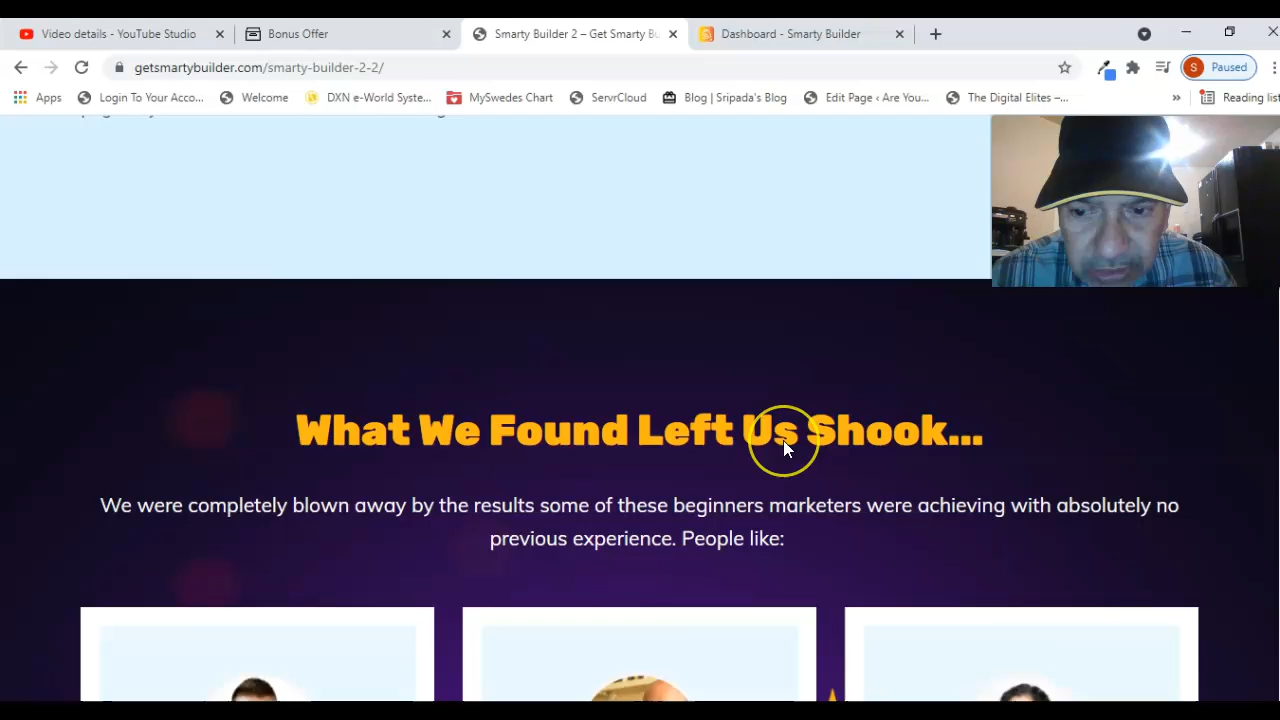 Video details - YouTube Studio
Bonus Offer
Smarty Builder 2 – Get Smarty Bu
Dashboard - Smarty Builder
getsmartybuilder.com/smarty-builder-2-2/
S Paused
Apps
Login To Your Acco...
Welcome
DXN e-World Syste...
MySwedes Chart
ServrCloud
Blog | Sripada's Blog
Edit Page ‹ Are You...
The Digital Elites –...
»
Reading list
What We Found Left Us Shook...
We were completely blown away by the results some of these beginners marketers were achieving with absolutely no
previous experience. People like: